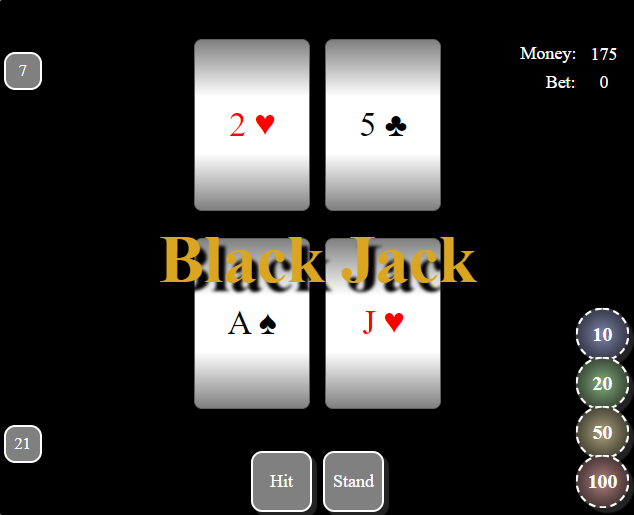 Money: 175
Bet: 0
7
2 ♥
5 ♣
Black Jack
A ♠
J ♥
10
20
50
100
21
Hit
Stand